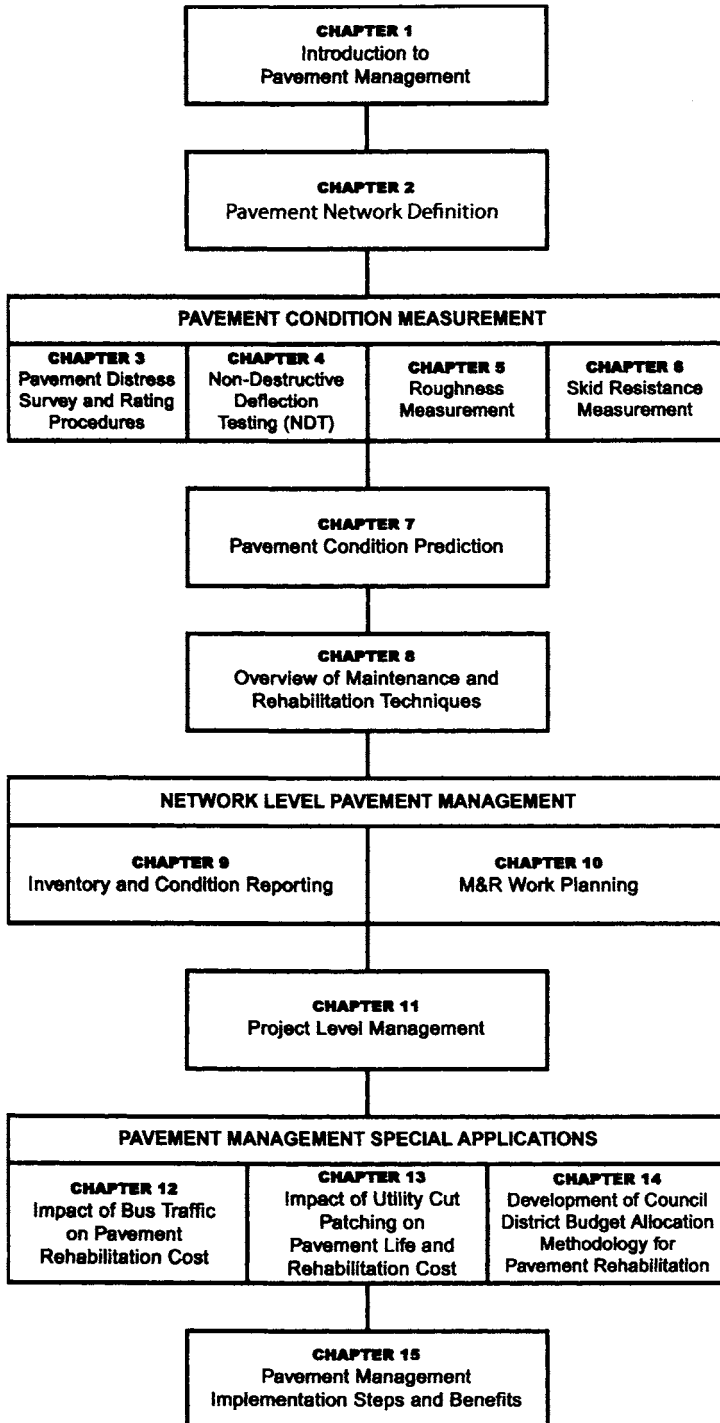 CHAPTER 1
Introduction to
Pavement Management
CHAPTER 2
Pavement Network Definition
PAVEMENT CONDITION MEASUREMENT
CHAPTER 3
Pavement Distress
Survey and Rating
Procedures
CHAPTER 4
Non-Destructive
Deflection
Testing (NDT)
CHAPTER 5
Roughness
Measurement
CHAPTER 6
Skid Resistance
Measurement
CHAPTER 7
Pavement Condition Prediction
CHAPTER 8
Overview of Maintenance and
Rehabilitation Techniques
NETWORK LEVEL PAVEMENT MANAGEMENT
CHAPTER 9
Inventory and Condition Reporting
CHAPTER 10
M&R Work Planning
CHAPTER 11
Project Level Management
PAVEMENT MANAGEMENT SPECIAL APPLICATIONS
CHAPTER 12
Impact of Bus Traffic
on Pavement
Rehabilitation Cost
CHAPTER 13
Impact of Utility Cut
Patching on
Pavement Life and
Rehabilitation Cost
CHAPTER 14
Development of Council
District Budget Allocation
Methodology for
Pavement Rehabilitation
CHAPTER 15
Pavement Management
Implementation Steps and Benefits